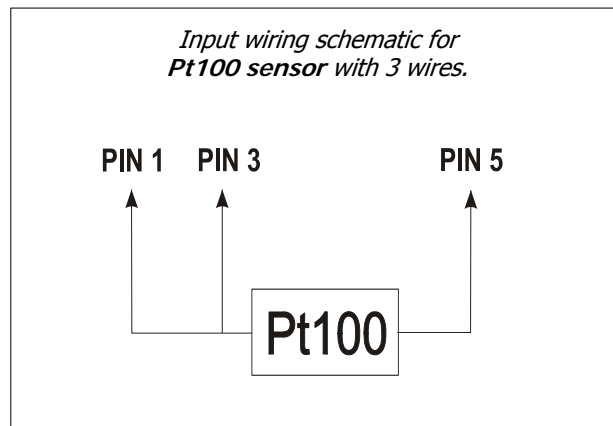 Input wiring schematic for
Pt100 sensor with 3 wires.
PIN 1 PIN 3 PIN 5
Pt100